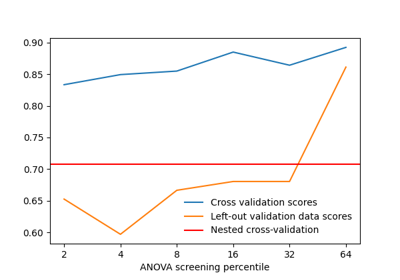 0.90
0.85
0.80
0.75
0.70
0.65
0.60
Cross validation scores
Left-out validation data scores
Nested cross-validation
2 4 8 16 32 64
ANOVA screening percentile